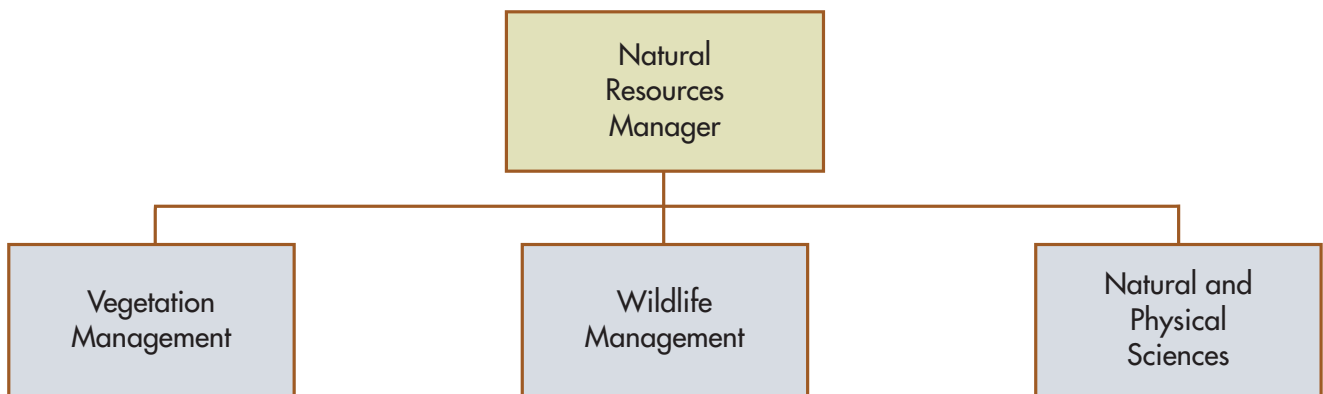 Natural
Resources
Manager
Vegetation
Management
Wildlife
Management
Natural and
Physical
Sciences